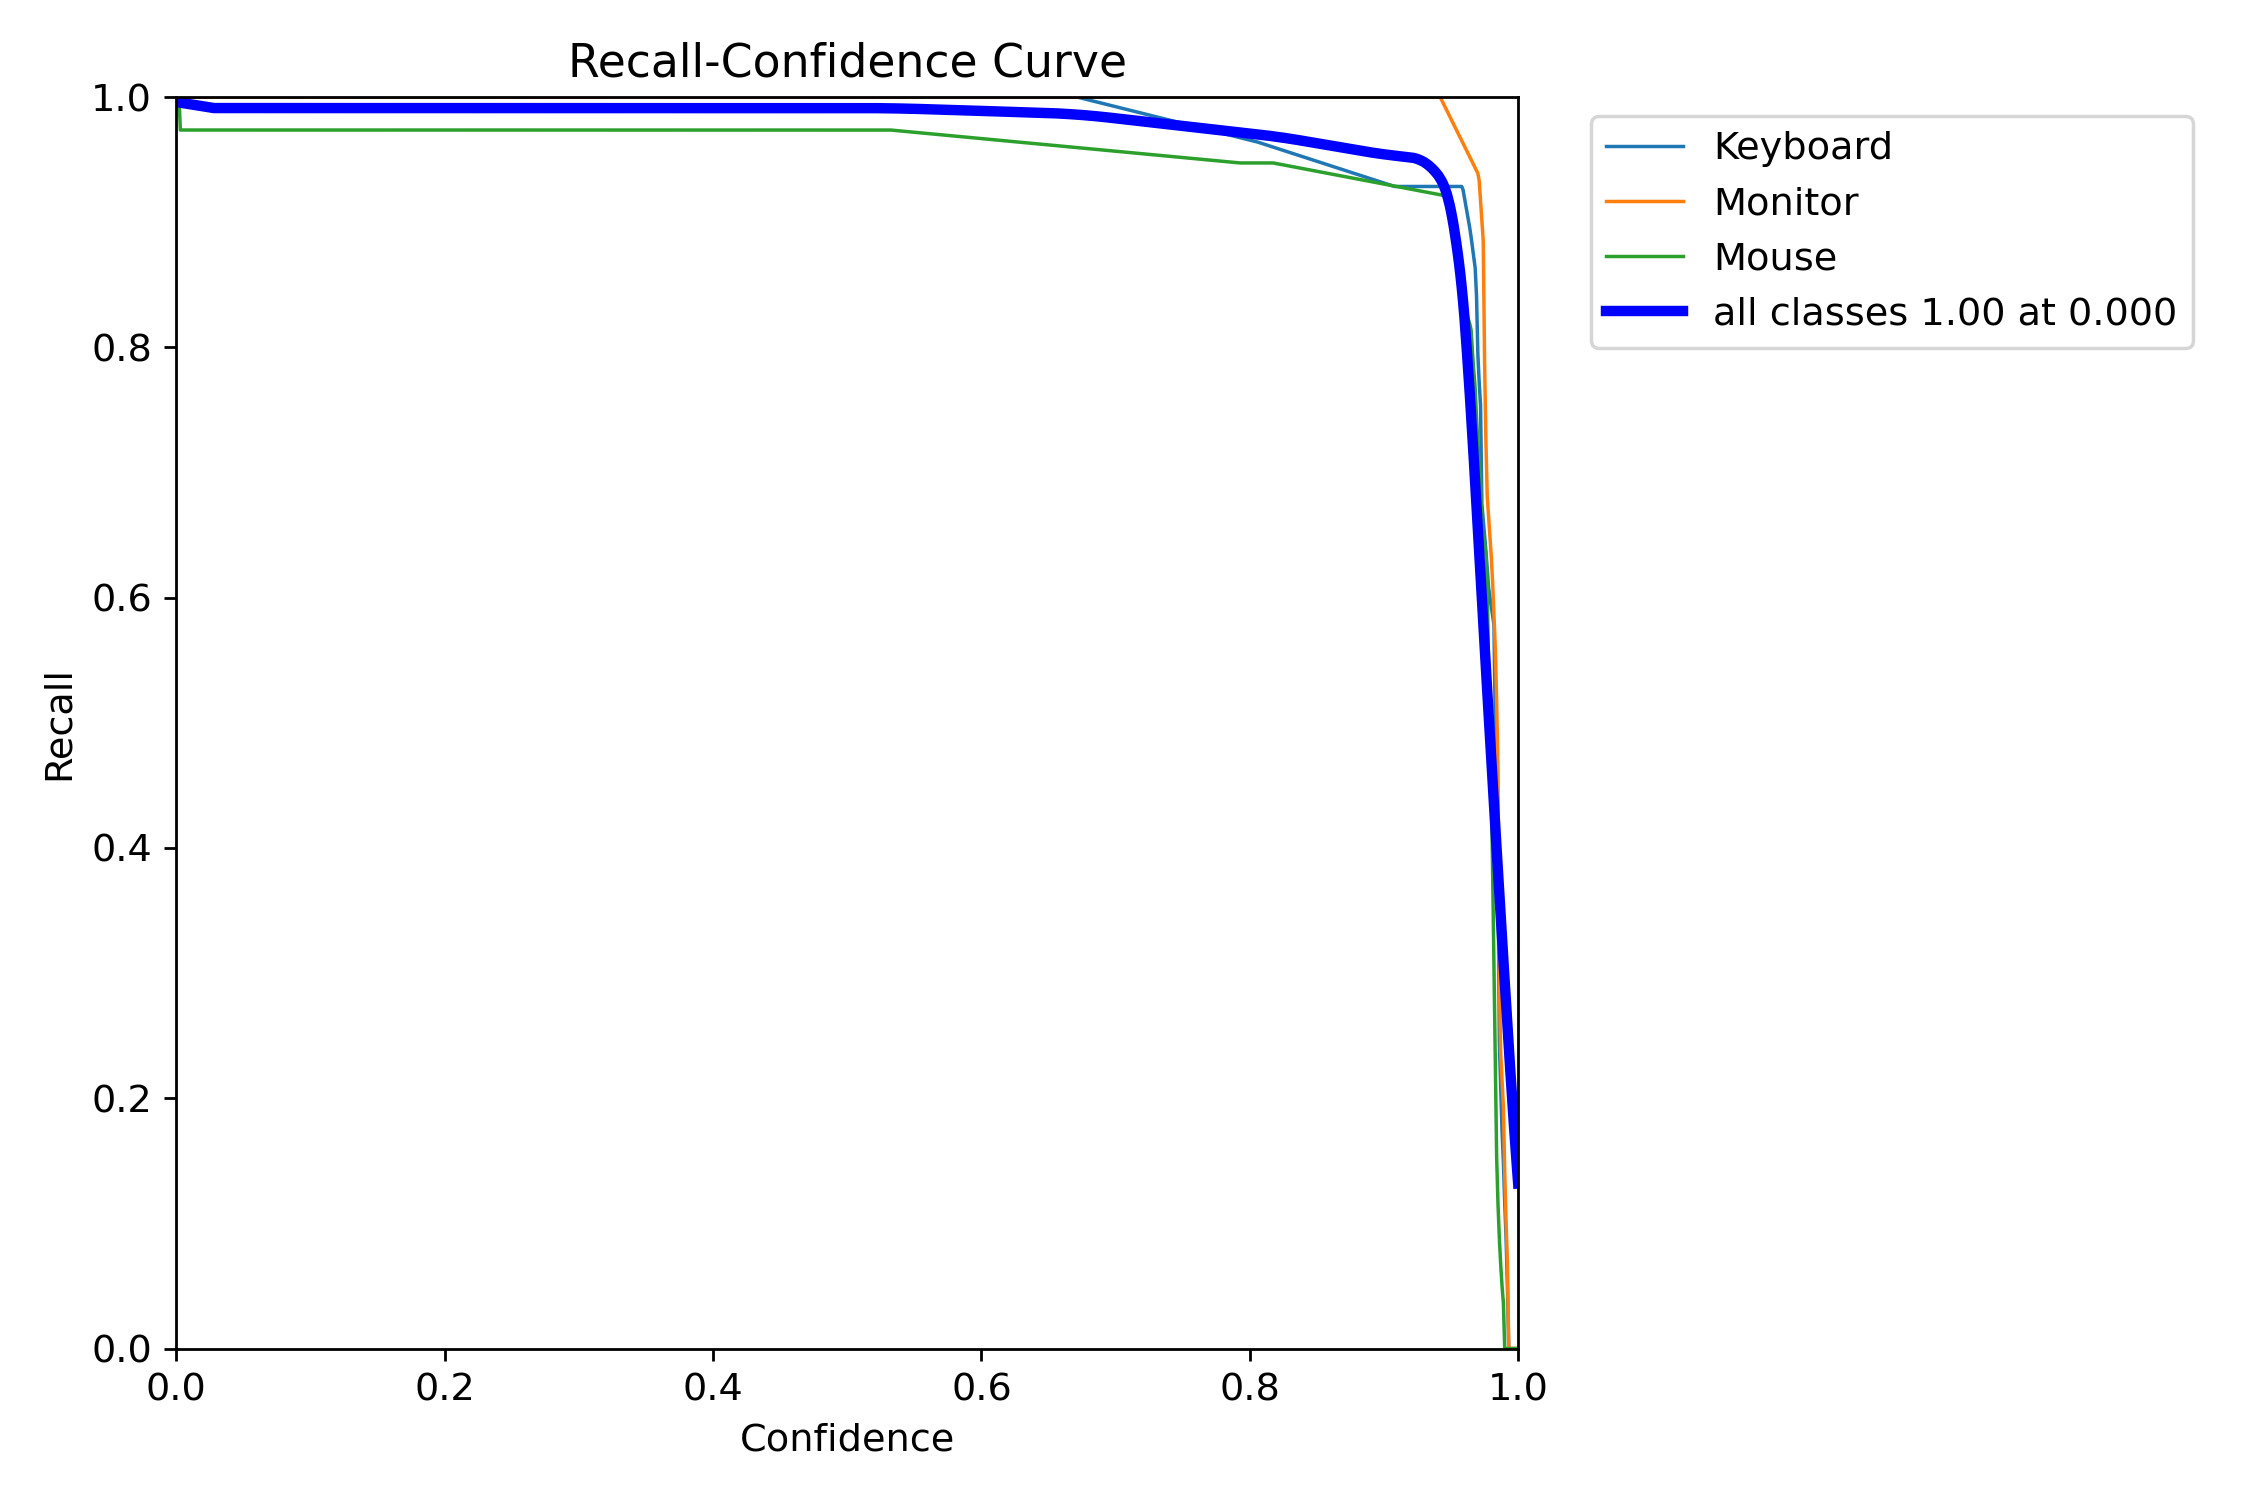 Recall-Confidence Curve
1.0
0.8
0.6
0.4
0.2
0.0
Recall
0.0 0.2 0.4 0.6 0.8 1.0
Confidence
Keyboard
Monitor
Mouse
all classes 1.00 at 0.000